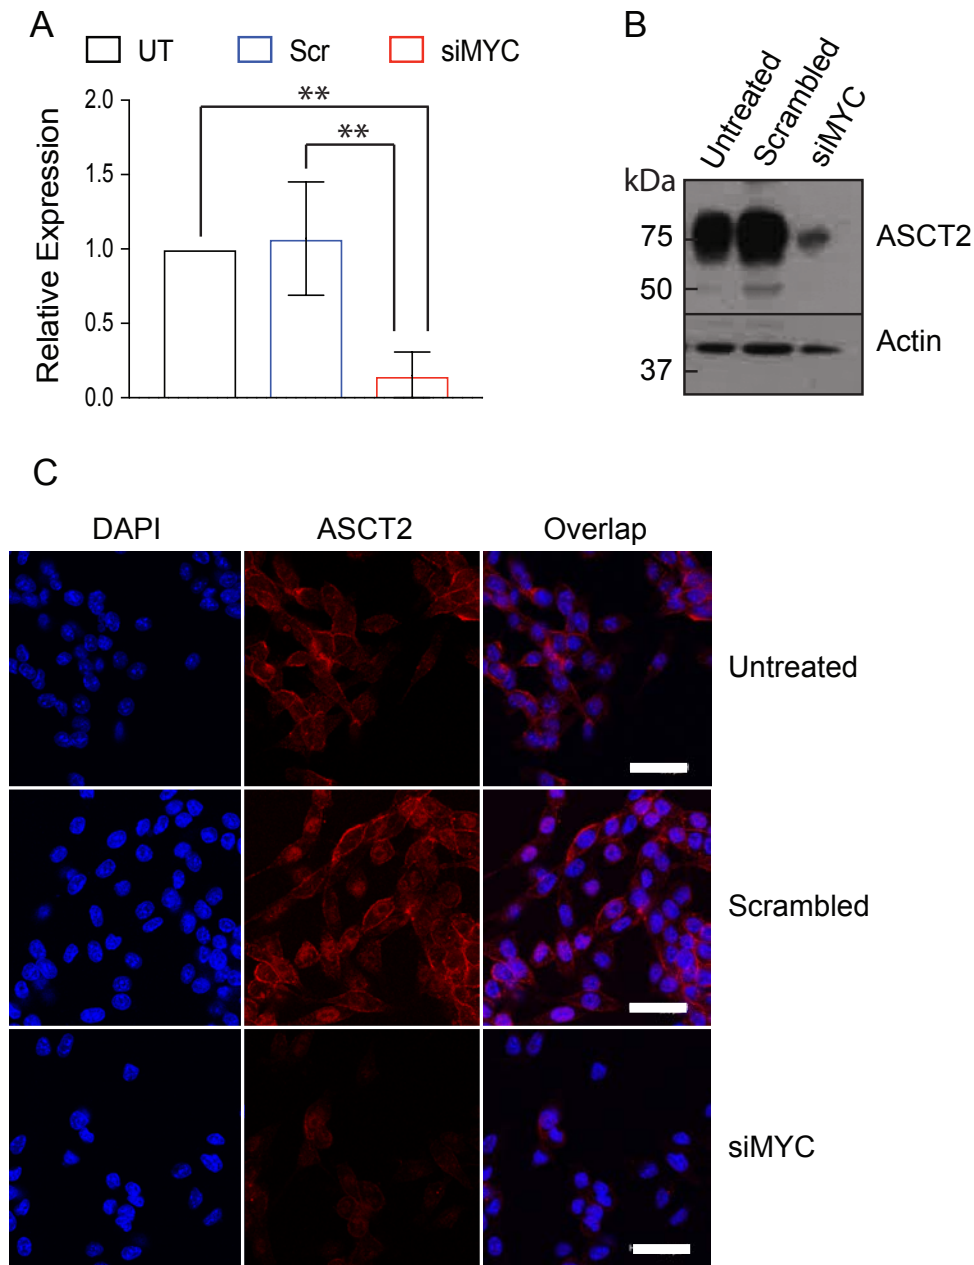 A
UT Scr siMYC
Relative Expression
2.0
1.5
1.0
0.5
0.0
**
**
B
Untreated
Scrambled
siMYC
kDa
75
50
37
ASCT2
Actin
C
DAPI ASCT2 Overlap
Untreated
Scrambled
siMYC